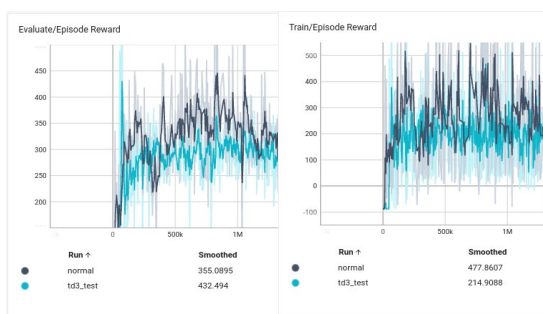 Evaluate/Episode Reward
450
400
350
300
250
200
0 500k 1M
Run ↑ Smoothed
normal 355.0895
td3_test 432.494
Train/Episode Reward
500
400
300
200
100
0
-100
0 500k 1M
Run ↑ Smoothed
normal 477.8607
td3_test 214.9088